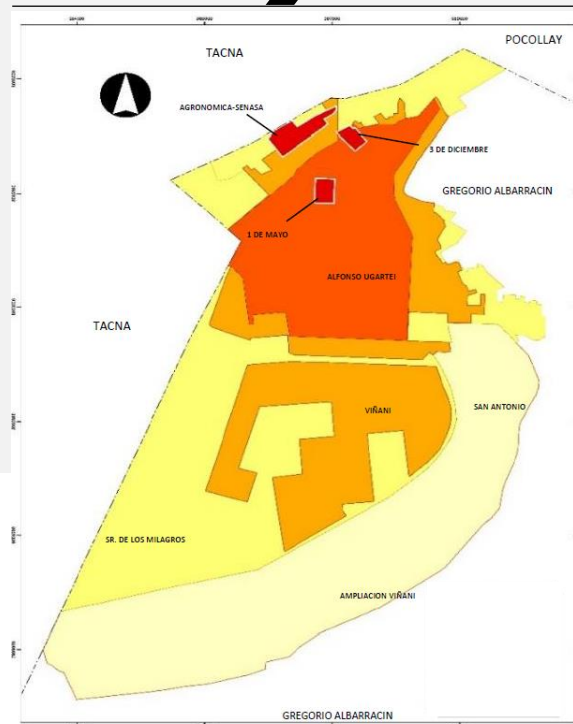 POCOLLAY
TACNA
AGRONOMICA-SENASA
3 DE DICIEMBRE
GREGORIO ALBARRACIN
1 DE MAYO
ALFONSO UGARTEI
TACNA
VIÑANI
SAN ANTONIO
SR. DE LOS MILAGROS
AMPLIACION VIÑANI
GREGORIO ALBARRACIN